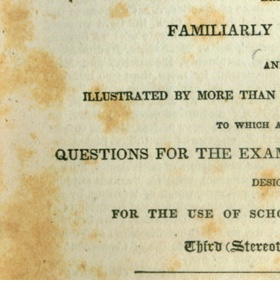 FAMILIARLY
AN
ILLUSTRATED BY MORE THAN
TO WHICH A
QUESTIONS FOR THE EXAM
DESIG
FOR THE USE OF SCHO
Third (Stereot